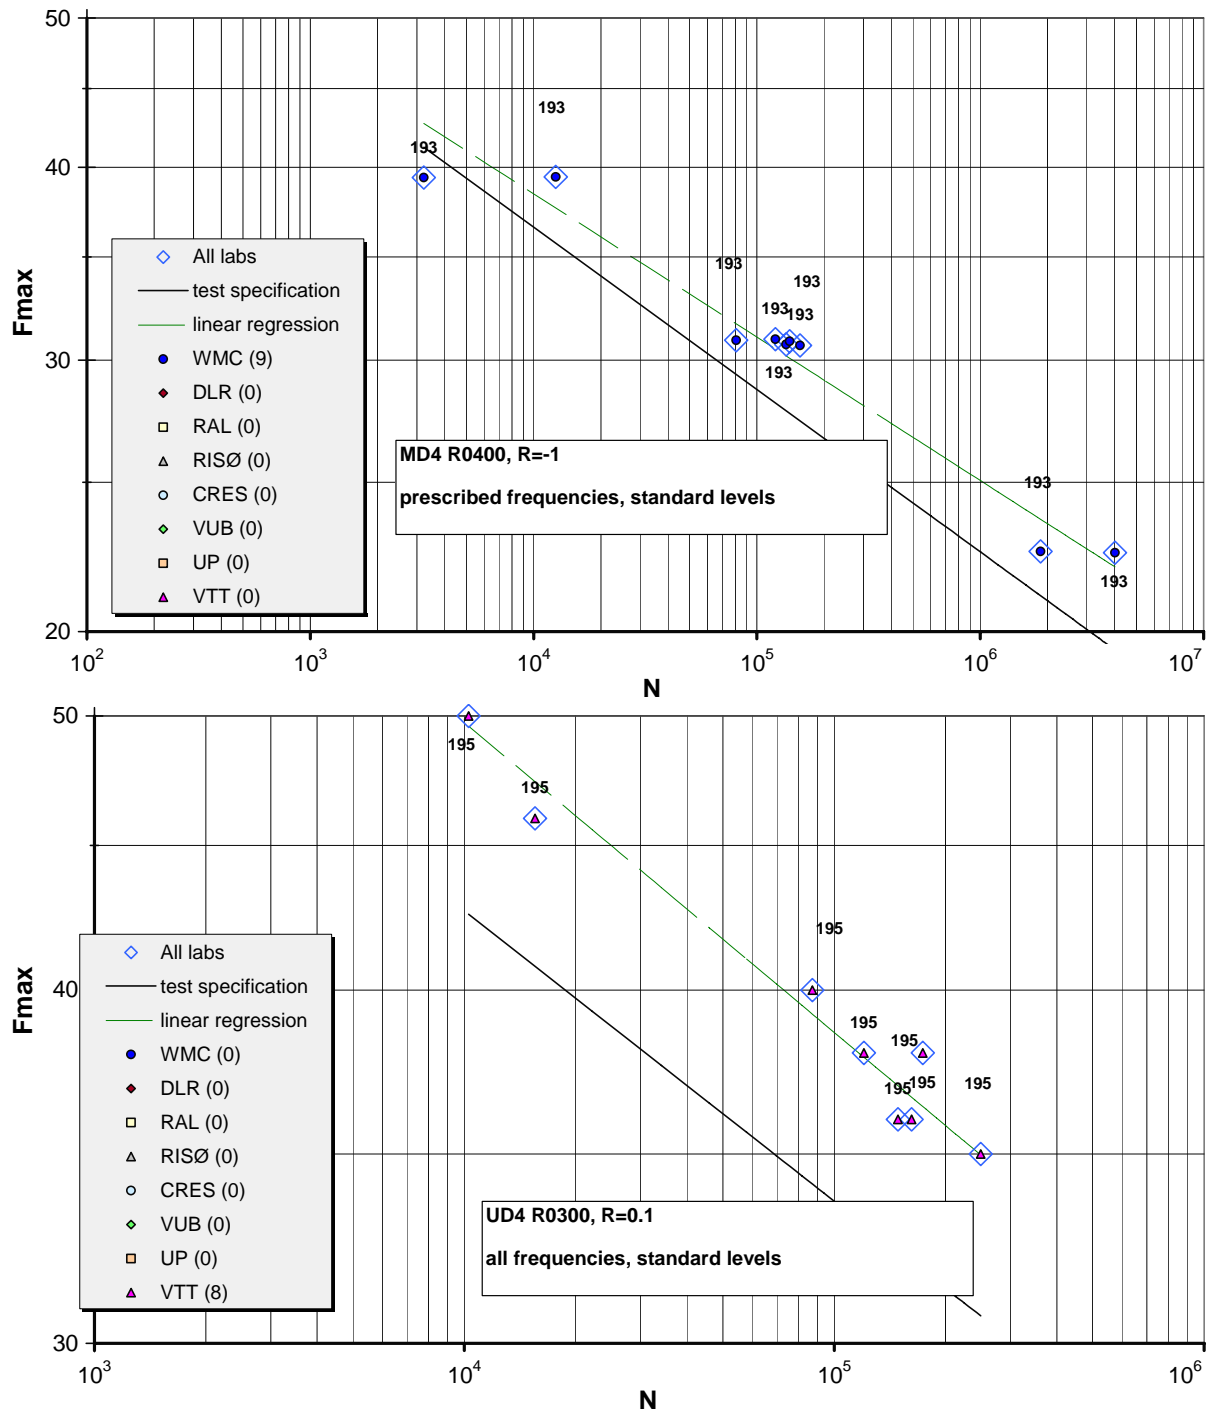 50
193
193
40
193
193
Fmax
All labs
test specification
193
193
linear regression
WMC (9)
30
193
DLR (0)
RAL (0)
MD4 R0400, R=-1
RISØ (0)
193
CRES (0)
prescribed frequencies, standard levels
VUB (0)
UP (0)
193
VTT (0)
20
10^2 10^3 10^4 10^5 10^6 10^7
N
50
195
195
195
All labs
Fmax
40
test specification
195
linear regression
195
WMC (0)
195 195 195
DLR (0)
RAL (0)
RISØ (0)
CRES (0)
UD4 R0300, R=0.1
VUB (0)
UP (0)
all frequencies, standard levels
VTT (8)
30
10^3 10^4 10^5 10^6
N